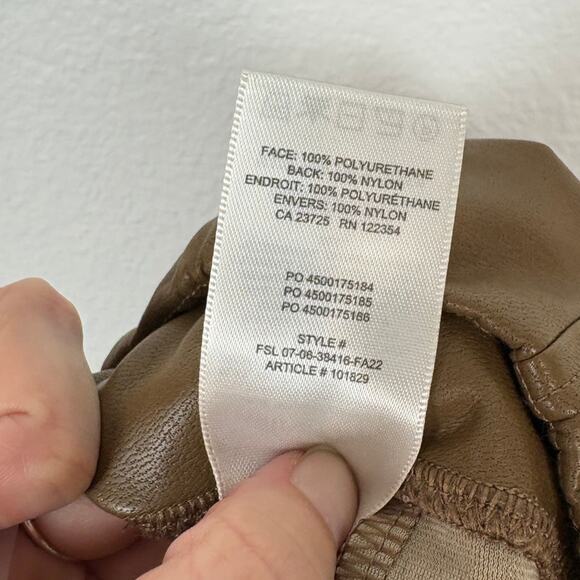 FACE: 100% POLYURETHANE
BACK: 100% NYLON
ENDROIT: 100% POLYURÉTHANE
ENVERS: 100% NYLON
CA 23725 RN 122354
PO 4500175184
PO 4500175185
PO 4500175186
STYLE #
FSL 07-06-38416-FA22
ARTICLE # 101829